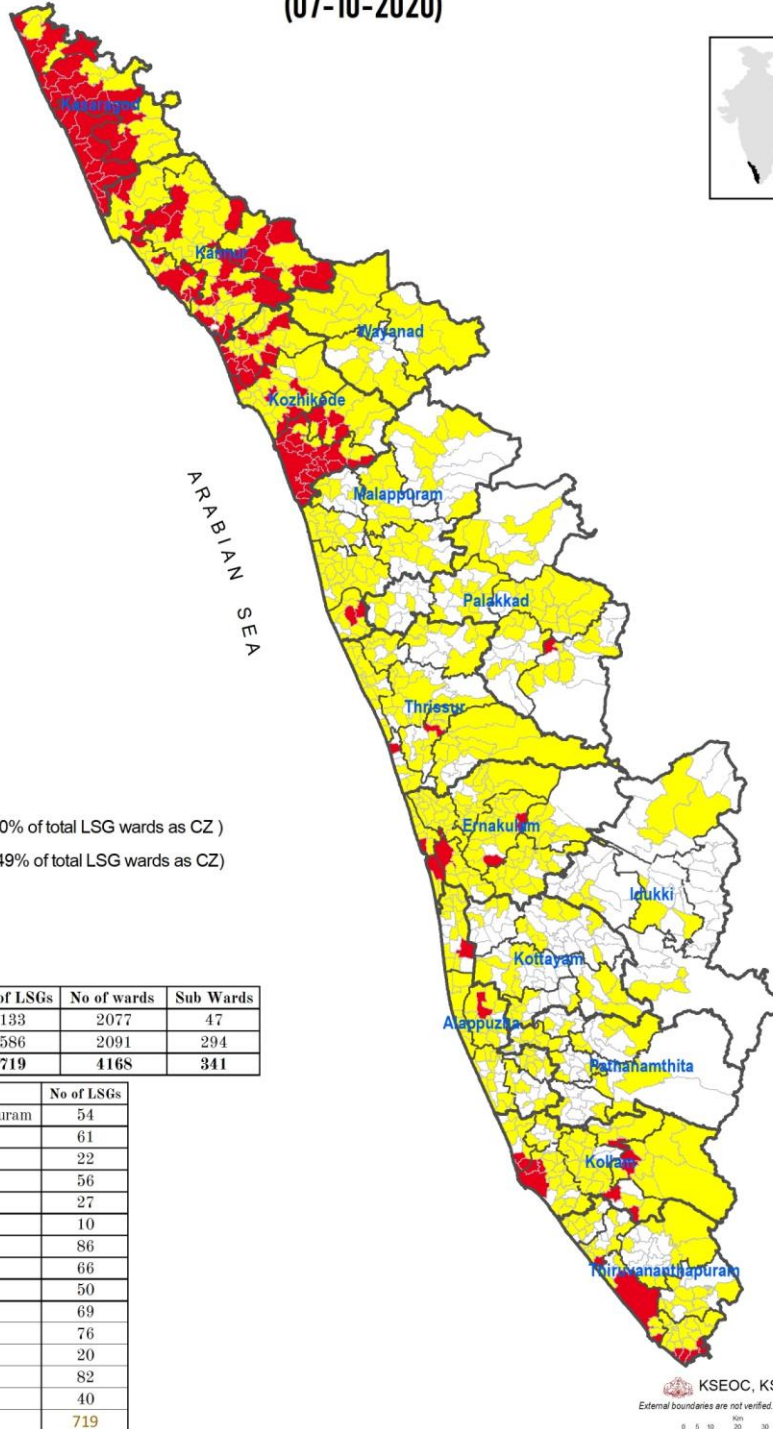 (07-10-2020)
Kasaragod
Kannur
Wayanad
Kozhikode
Malappuram
ARABIAN SEA
Palakkad
Thrissur
0% of total LSG wards as CZ )
49% of total LSG wards as CZ)
Ernakulam
Idukki
Kottayam
Alappuzha
Pathanamthita
Kollam
Thiruvananthapuram
of LSGs No of wards Sub Wards
133 2077 47
586 2091 294
719 4168 341
No of LSGs
uram 54
61
22
56
27
10
86
66
50
69
76
20
82
40
719
KSEOC, KS
External boundaries are not verified.
Km
0 5 10 20 30